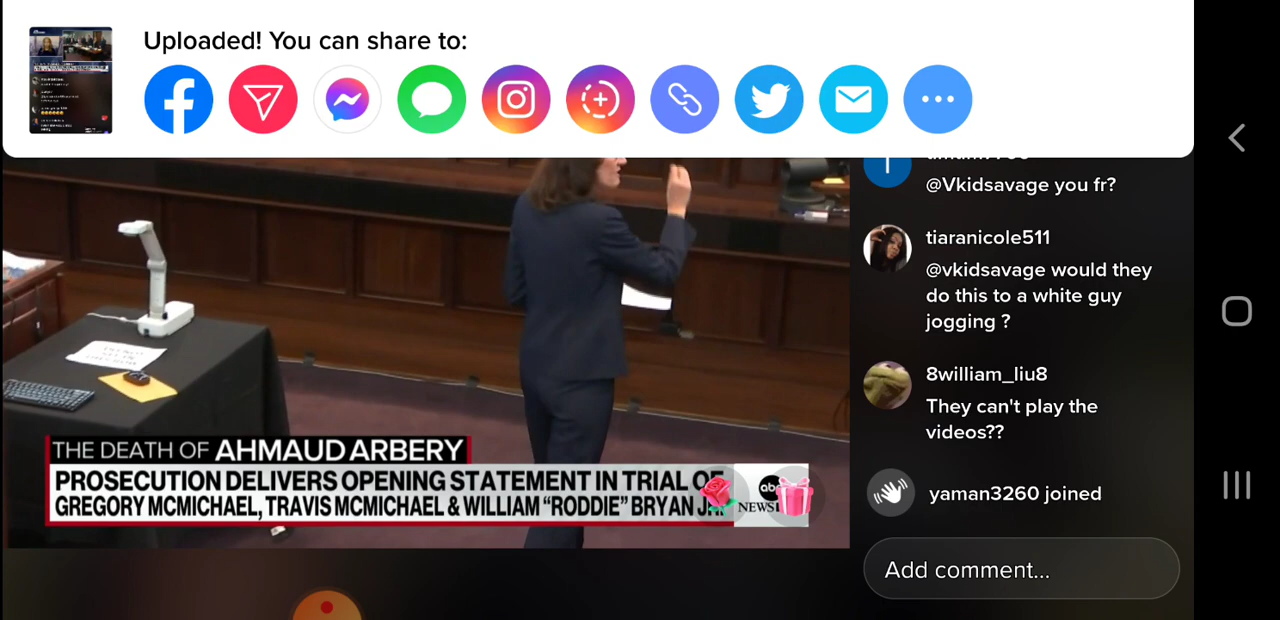 Uploaded! You can share to:
@Vkidsavage you fr?
tiaranicole511
@vkidsavage would they
do this to a white guy
jogging ?
8william_liu8
They can't play the
videos??
yaman3260 joined
Add comment...
THE DEATH OF AHMAUD ARBERY
PROSECUTION DELIVERS OPENING STATEMENT IN TRIAL OF
GREGORY MCMICHAEL, TRAVIS MCMICHAEL & WILLIAM "RODDIE" BRYAN JR.
abc
NEWS